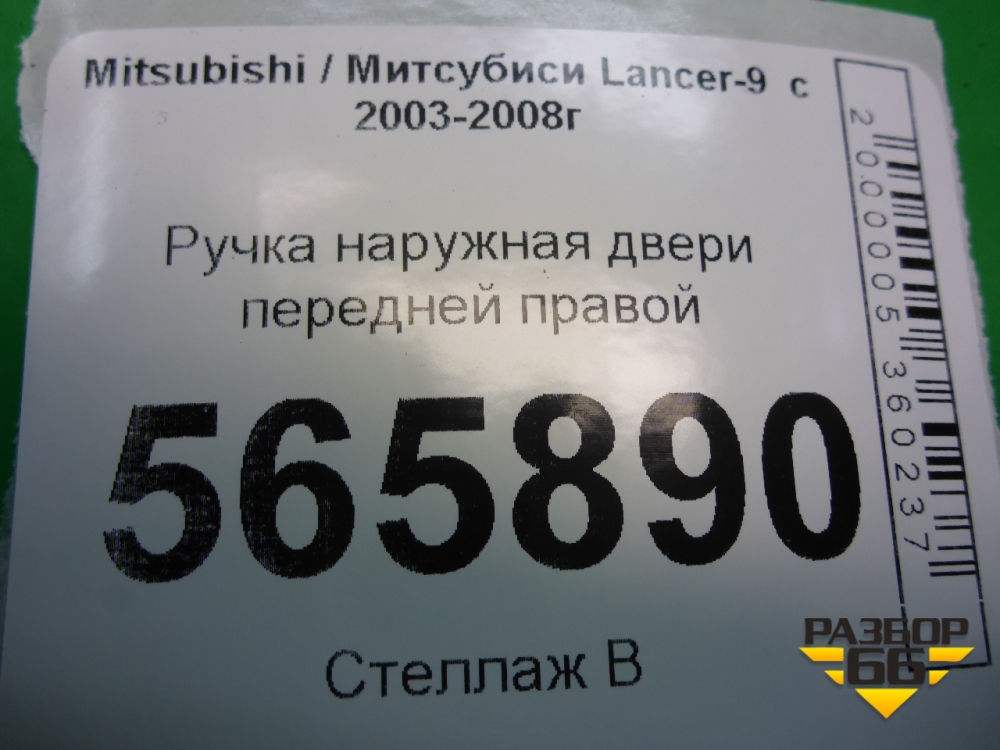 Mitsubishi / Митсубиси Lancer-9 с
2003-2008г
Ручка наружная двери
передней правой
565890
Стеллаж В
2000005360237
РАЗБОР
66